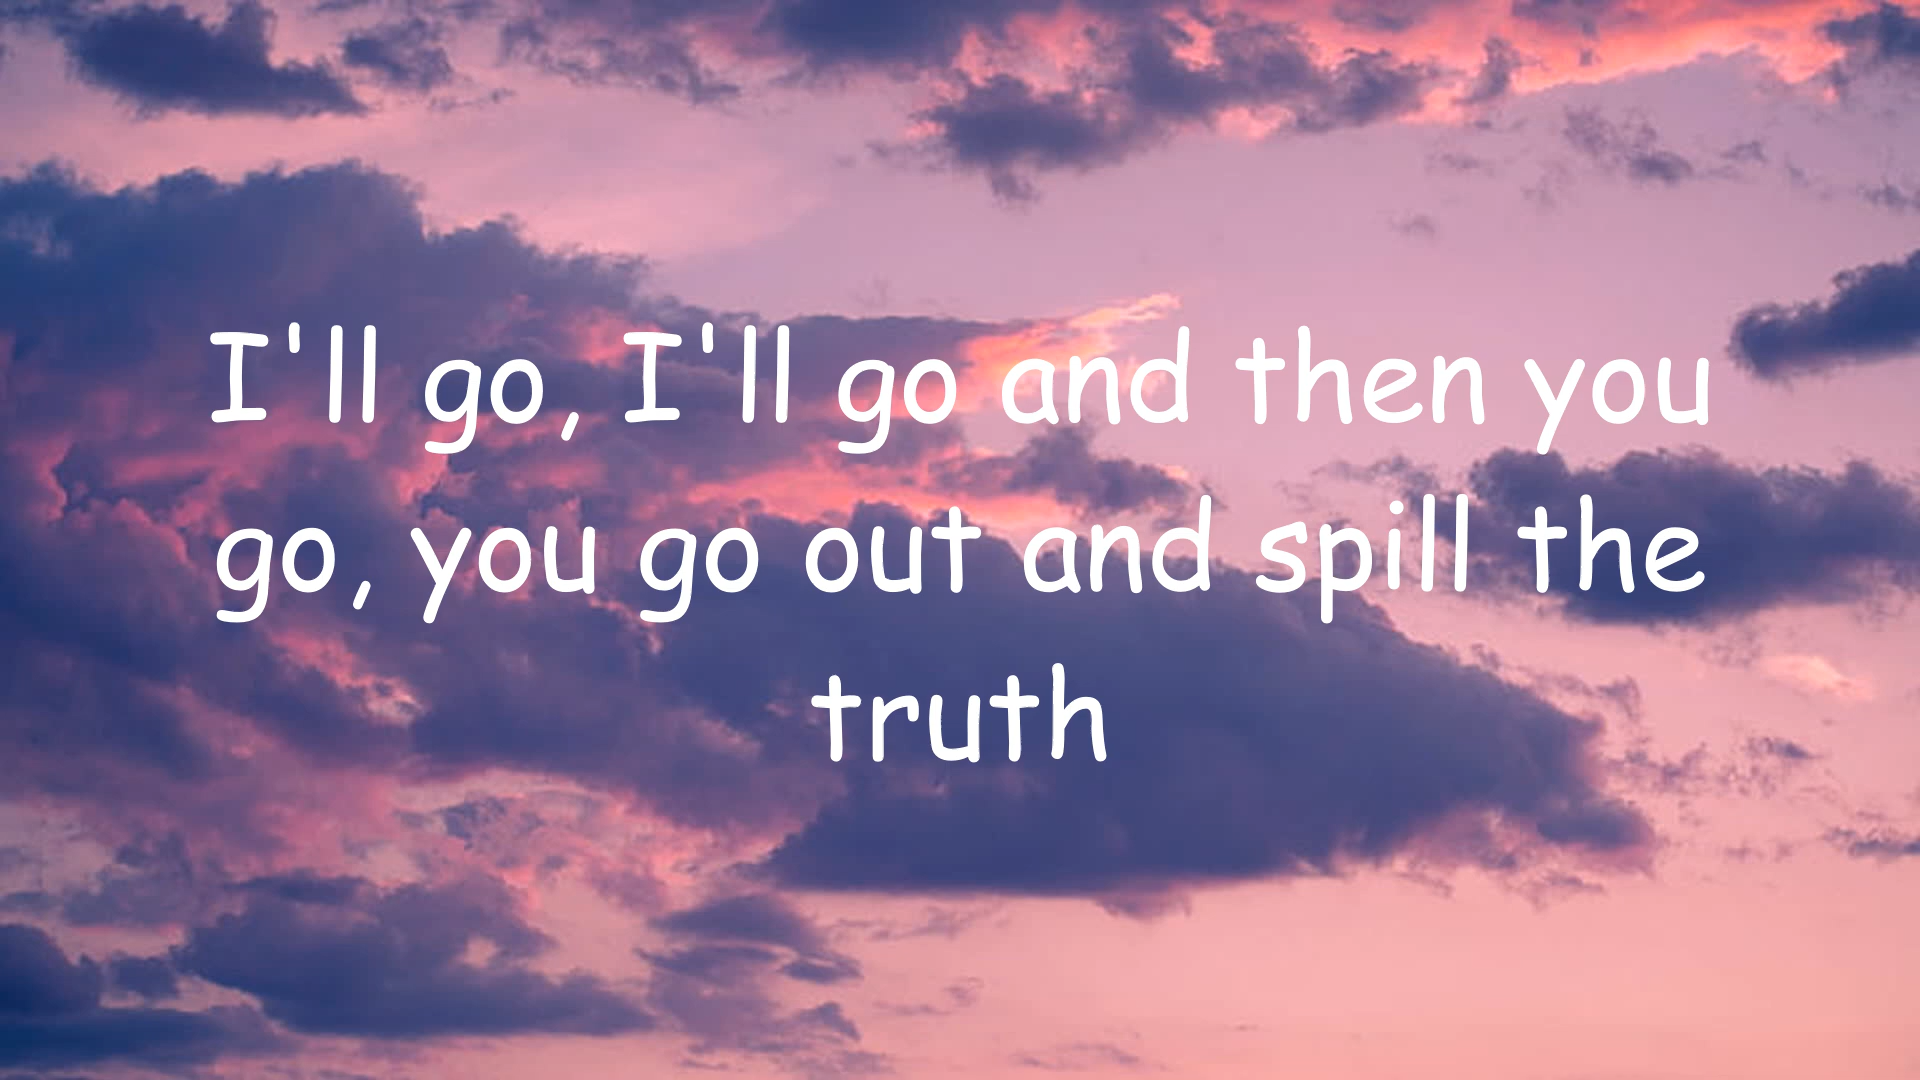 I'll go, I'll go and then you
go, you go out and spill the
truth